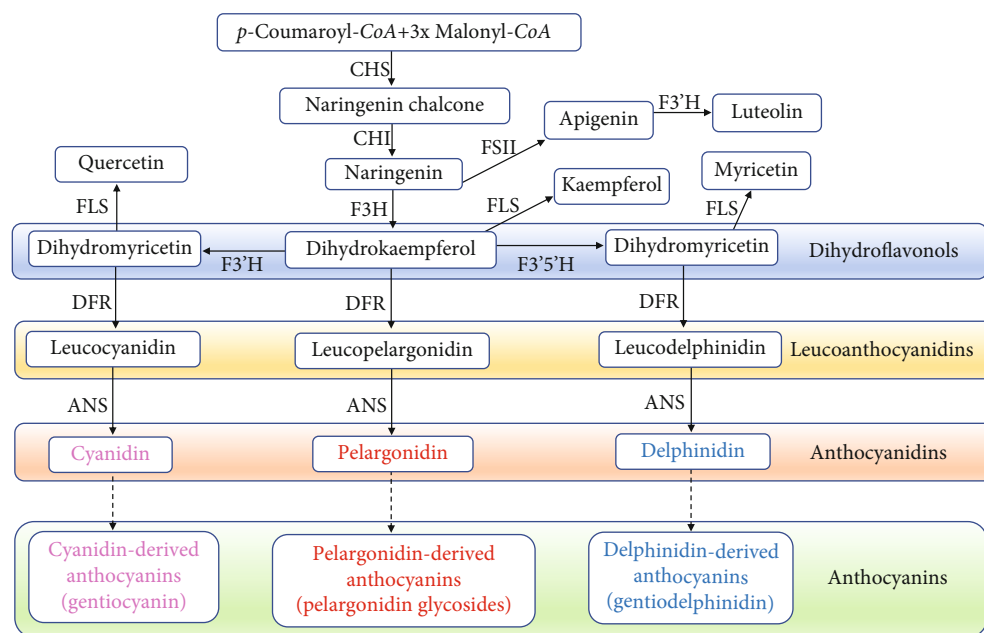 p-Coumaroyl-CoA+3x Malonyl-CoA
CHS
Naringenin chalcone
F3'H
Apigenin
Luteolin
CHI
FSII
Quercetin
Naringenin
Kaempferol
Myricetin
FLS
F3H
FLS
FLS
Dihydromyricetin
Dihydrokaempferol
Dihydromyricetin
Dihydroflavonols
F3'H
F3'5'H
DFR
DFR
DFR
Leucocyanidin
Leucopelargonidin
Leucodelphinidin
Leucoanthocyanidins
ANS
ANS
ANS
Cyanidin
Pelargonidin
Delphinidin
Anthocyanidins
Cyanidin-derived
anthocyanins
(gentiocyanin)
Pelargonidin-derived
anthocyanins
(pelargonidin glycosides)
Delphinidin-derived
anthocyanins
(gentiodelphinidin)
Anthocyanins